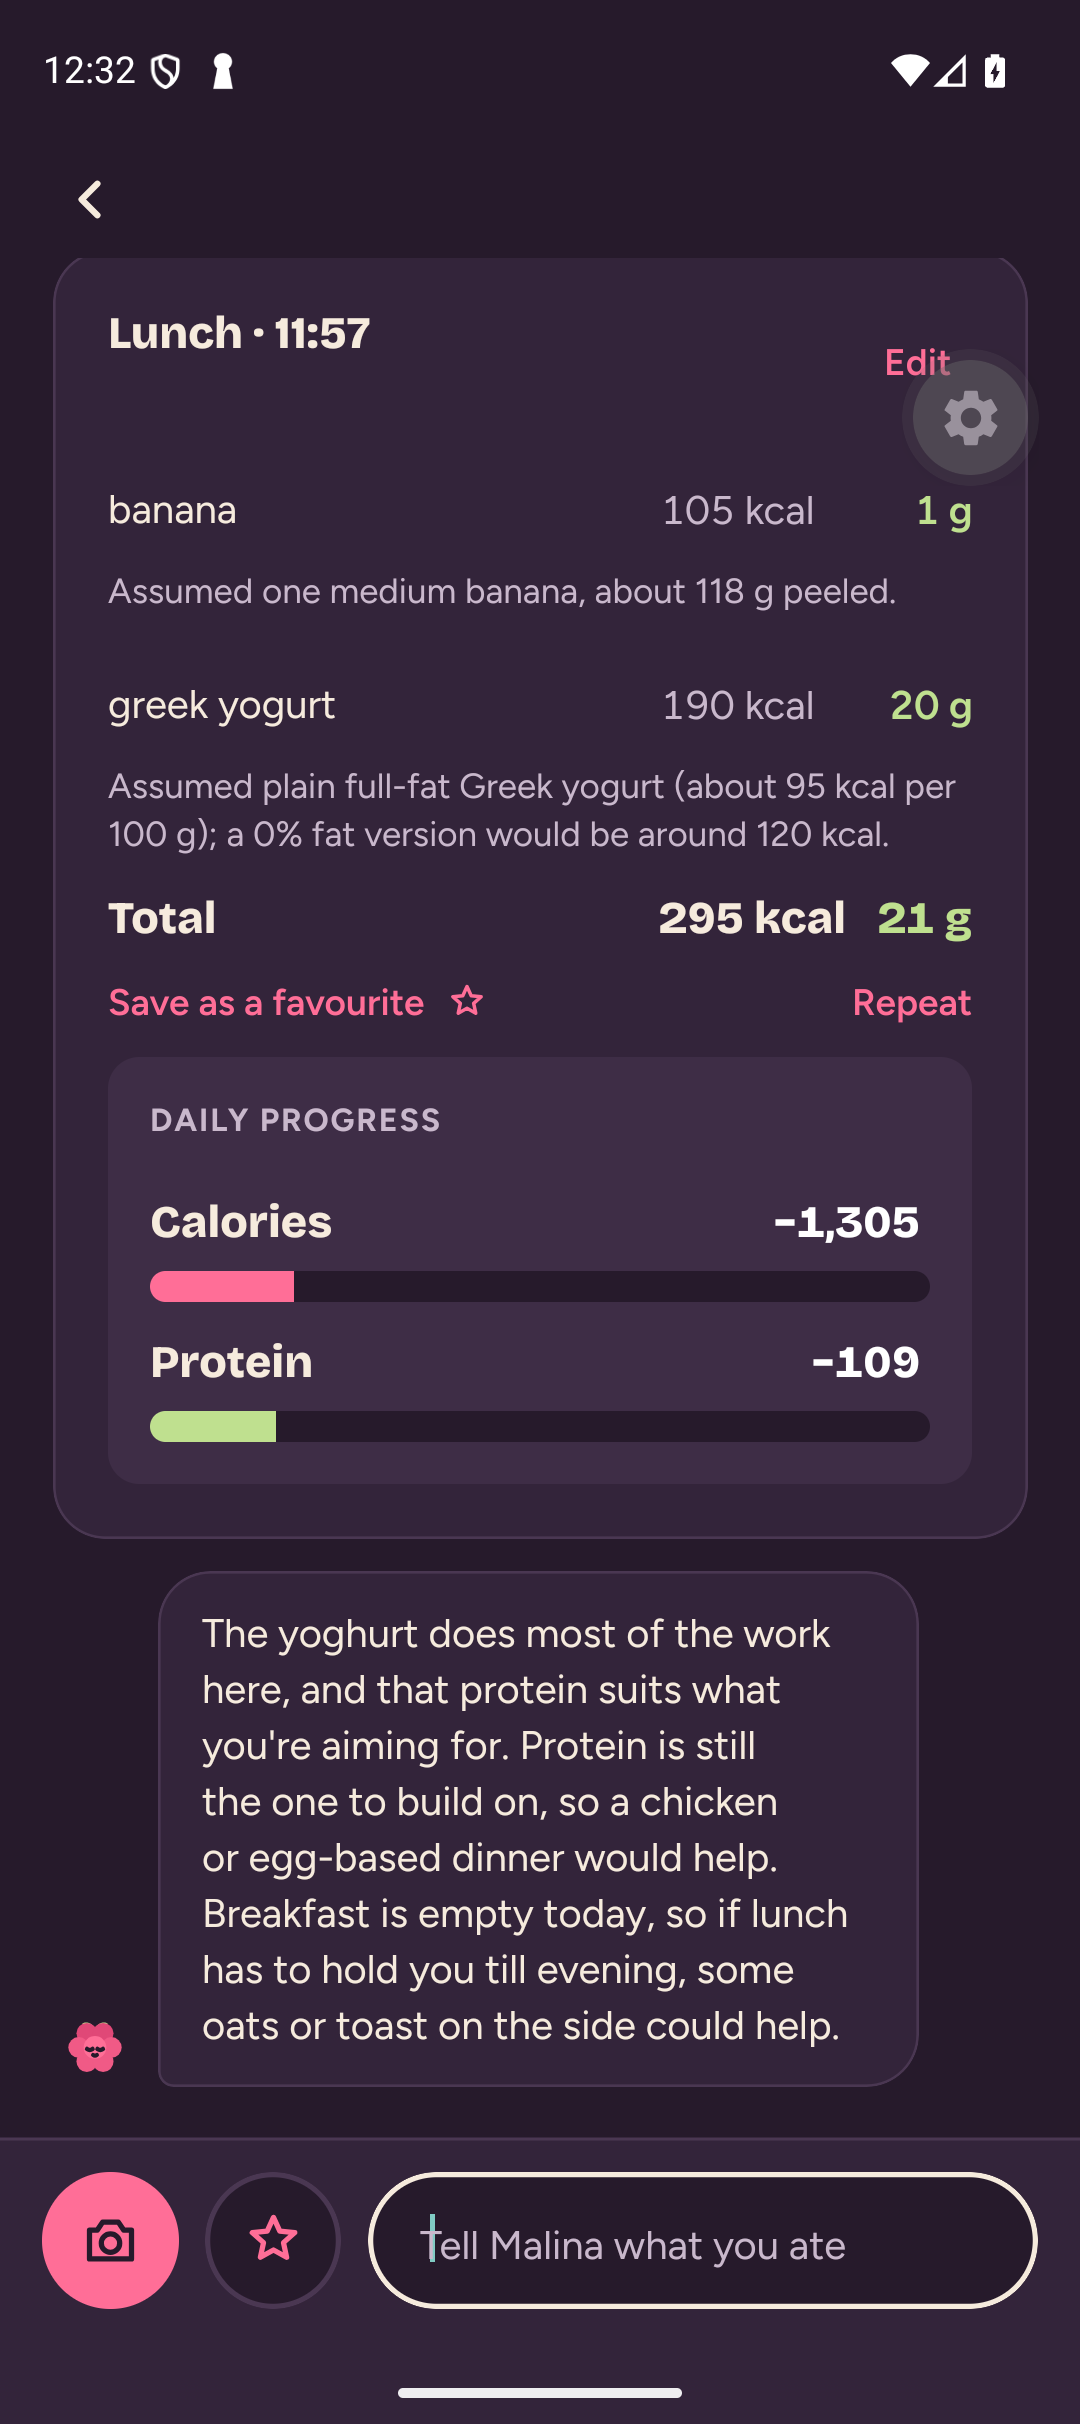 12:32
Lunch · 11:57
Edit
banana 105 kcal 1 g
Assumed one medium banana, about 118 g peeled.
greek yogurt 190 kcal 20 g
Assumed plain full-fat Greek yogurt (about 95 kcal per
100 g); a 0% fat version would be around 120 kcal.
Total 295 kcal 21 g
Save as a favourite Repeat
DAILY PROGRESS
Calories −1,305
Protein −109
The yoghurt does most of the work
here, and that protein suits what
you're aiming for. Protein is still
the one to build on, so a chicken
or egg-based dinner would help.
Breakfast is empty today, so if lunch
has to hold you till evening, some
oats or toast on the side could help.
Tell Malina what you ate